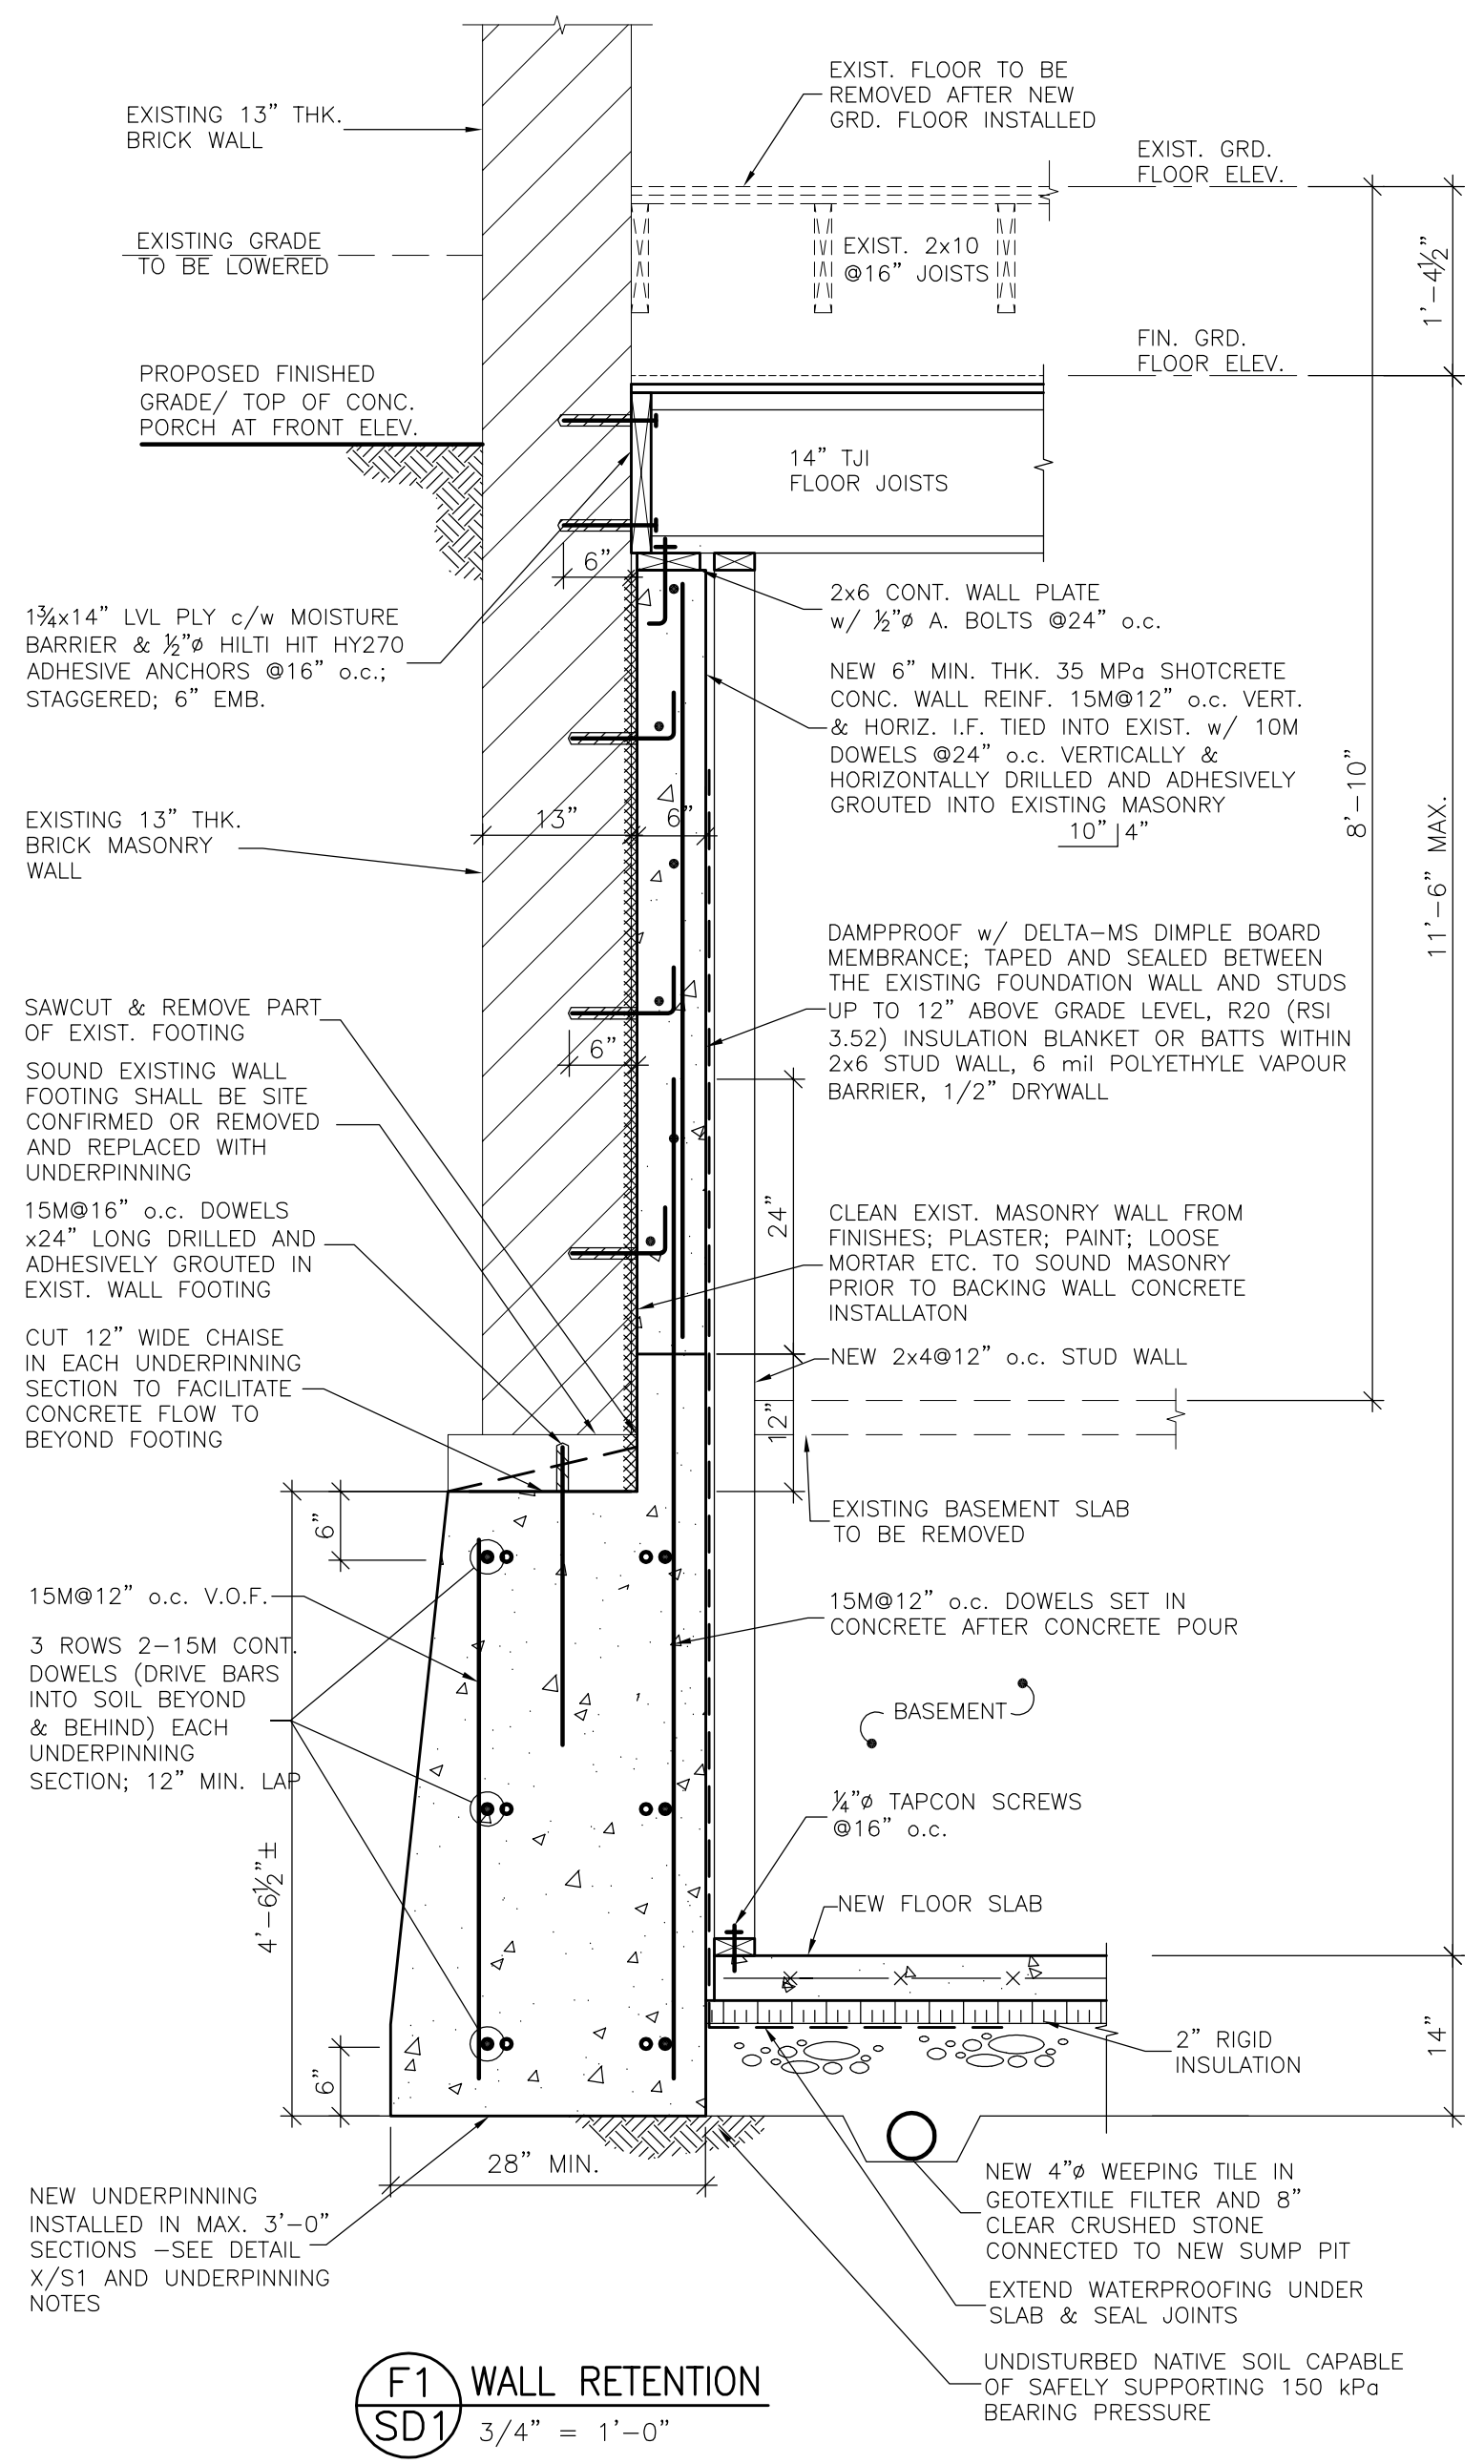 EXISTING 13" THK.
BRICK WALL
EXIST. FLOOR TO BE
REMOVED AFTER NEW
GRD. FLOOR INSTALLED
EXIST. GRD.
FLOOR ELEV.
EXISTING GRADE
TO BE LOWERED
EXIST. 2x10
@16" JOISTS
1'-4½"
FIN. GRD.
FLOOR ELEV.
PROPOSED FINISHED
GRADE/ TOP OF CONC.
PORCH AT FRONT ELEV.
14" TJI
FLOOR JOISTS
6"
1¾x14" LVL PLY c/w MOISTURE
BARRIER & ½"ø HILTI HIT HY270
ADHESIVE ANCHORS @16" o.c.;
STAGGERED; 6" EMB.
2x6 CONT. WALL PLATE
w/ ½"ø A. BOLTS @24" o.c.
NEW 6" MIN. THK. 35 MPa SHOTCRETE
CONC. WALL REINF. 15M@12" o.c. VERT.
& HORIZ. I.F. TIED INTO EXIST. w/ 10M
DOWELS @24" o.c. VERTICALLY &
HORIZONTALLY DRILLED AND ADHESIVELY
GROUTED INTO EXISTING MASONRY
10" 4"
8'-10"
11'-6" MAX.
13"
6"
EXISTING 13" THK.
BRICK MASONRY
WALL
DAMPPROOF w/ DELTA-MS DIMPLE BOARD
MEMBRANCE; TAPED AND SEALED BETWEEN
THE EXISTING FOUNDATION WALL AND STUDS
UP TO 12" ABOVE GRADE LEVEL, R20 (RSI
3.52) INSULATION BLANKET OR BATTS WITHIN
2x6 STUD WALL, 6 mil POLYETHYLE VAPOUR
BARRIER, 1/2" DRYWALL
SAWCUT & REMOVE PART
OF EXIST. FOOTING
6"
SOUND EXISTING WALL
FOOTING SHALL BE SITE
CONFIRMED OR REMOVED
AND REPLACED WITH
UNDERPINNING
24"
15M@16" o.c. DOWELS
x24" LONG DRILLED AND
ADHESIVELY GROUTED IN
EXIST. WALL FOOTING
CLEAN EXIST. MASONRY WALL FROM
FINISHES; PLASTER; PAINT; LOOSE
MORTAR ETC. TO SOUND MASONRY
PRIOR TO BACKING WALL CONCRETE
INSTALLATON
CUT 12" WIDE CHAISE
IN EACH UNDERPINNING
SECTION TO FACILITATE
CONCRETE FLOW TO
BEYOND FOOTING
NEW 2x4@12" o.c. STUD WALL
12"
EXISTING BASEMENT SLAB
TO BE REMOVED
6"
15M@12" o.c. V.O.F.
15M@12" o.c. DOWELS SET IN
CONCRETE AFTER CONCRETE POUR
3 ROWS 2-15M CONT.
DOWELS (DRIVE BARS
INTO SOIL BEYOND
& BEHIND) EACH
UNDERPINNING
SECTION; 12" MIN. LAP
BASEMENT
¼"ø TAPCON SCREWS
@16" o.c.
4'-6½"±
NEW FLOOR SLAB
2" RIGID
INSULATION
14"
6"
28" MIN.
NEW UNDERPINNING
INSTALLED IN MAX. 3'-0"
SECTIONS -SEE DETAIL
X/S1 AND UNDERPINNING
NOTES
NEW 4"ø WEEPING TILE IN
GEOTEXTILE FILTER AND 8"
CLEAR CRUSHED STONE
CONNECTED TO NEW SUMP PIT
EXTEND WATERPROOFING UNDER
SLAB & SEAL JOINTS
UNDISTURBED NATIVE SOIL CAPABLE
OF SAFELY SUPPORTING 150 kPa
BEARING PRESSURE
F1
SD1
WALL RETENTION
3/4" = 1'-0"